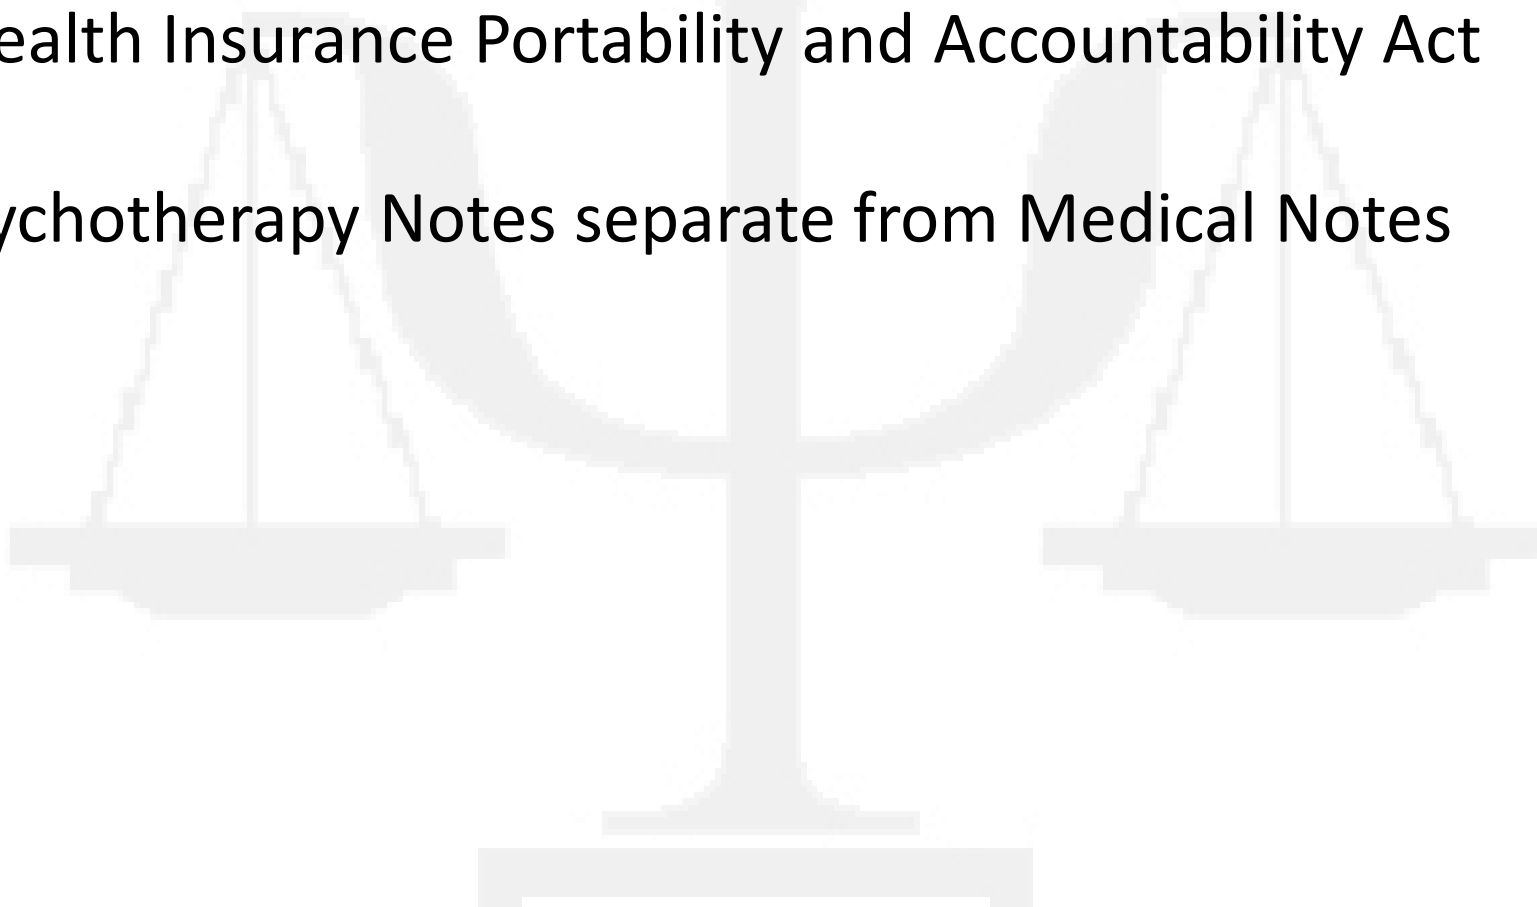 ealth Insurance Portability and Accountability Act
ychotherapy Notes separate from Medical Notes